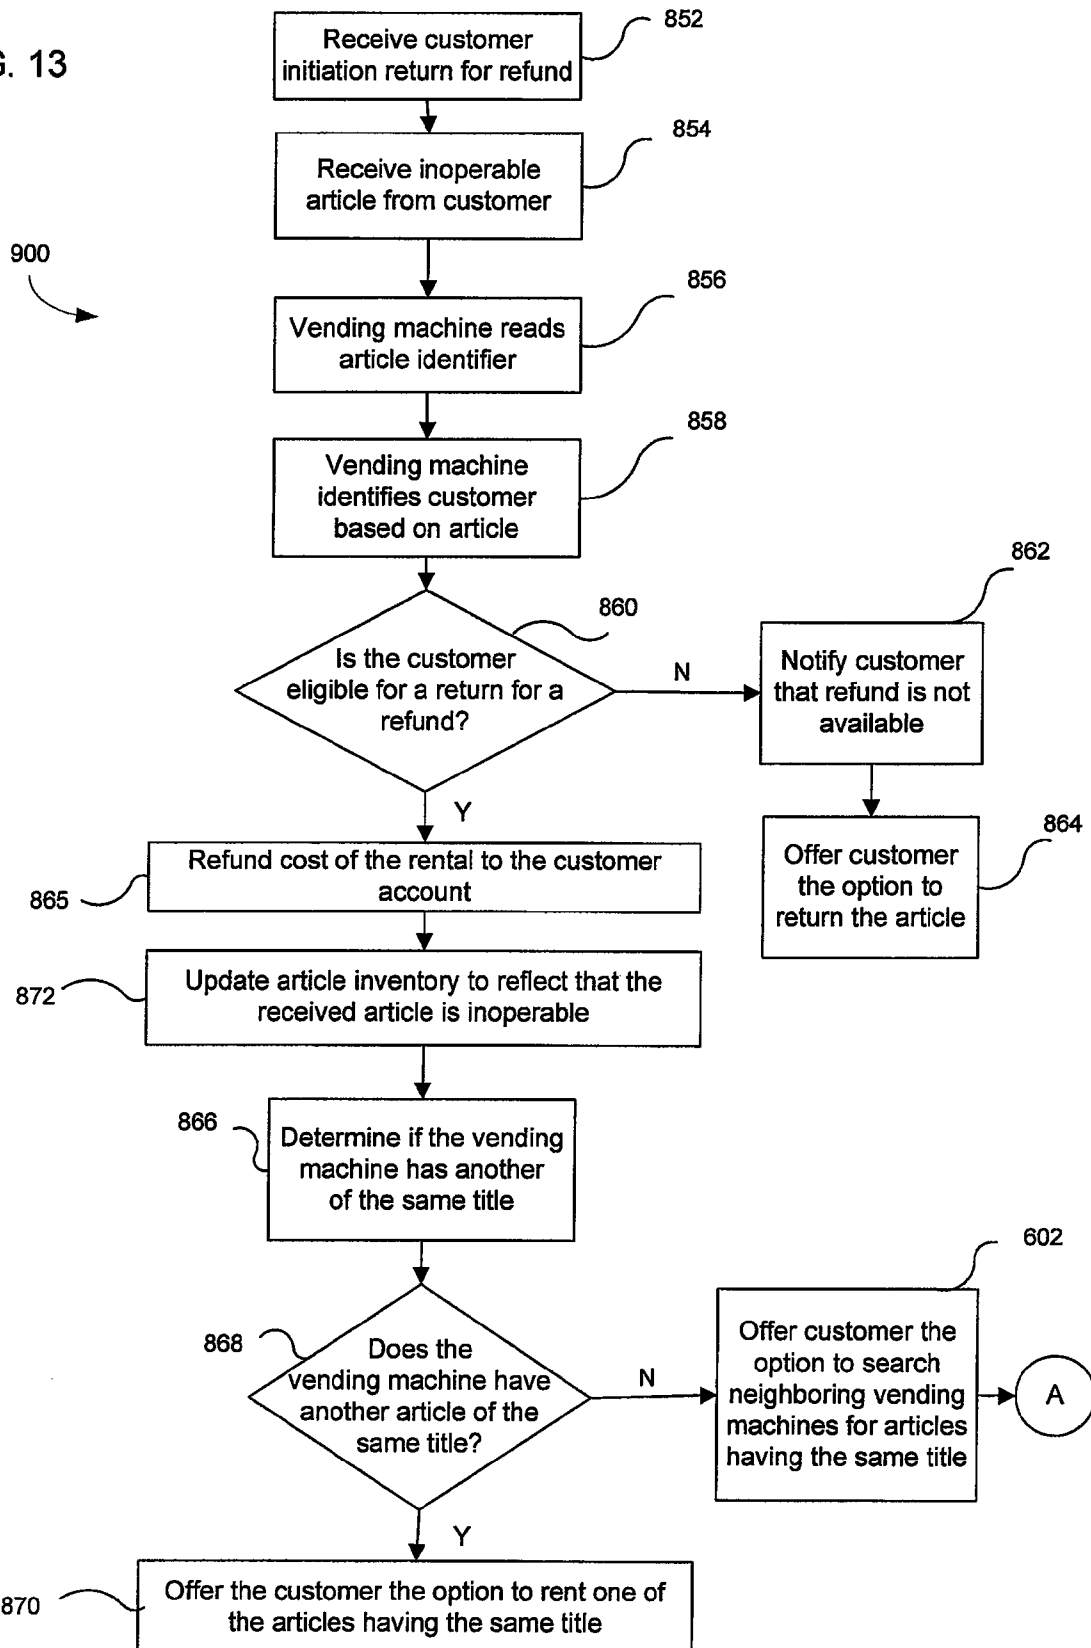 G. 13
852
Receive customer
initiation return for refund
854
Receive inoperable
article from customer
900
856
Vending machine reads
article identifier
858
Vending machine
identifies customer
based on article
860
Is the customer
eligible for a return for a
refund?
N
862
Notify customer
that refund is not
available
864
Offer customer
the option to
return the article
Y
Refund cost of the rental to the customer
account
865
Update article inventory to reflect that the
received article is inoperable
872
866
Determine if the vending
machine has another
of the same title
868
Does the
vending machine have
another article of the
same title?
N
602
Offer customer the
option to search
neighboring vending
machines for articles
having the same title
A
Y
870
Offer the customer the option to rent one of
the articles having the same title